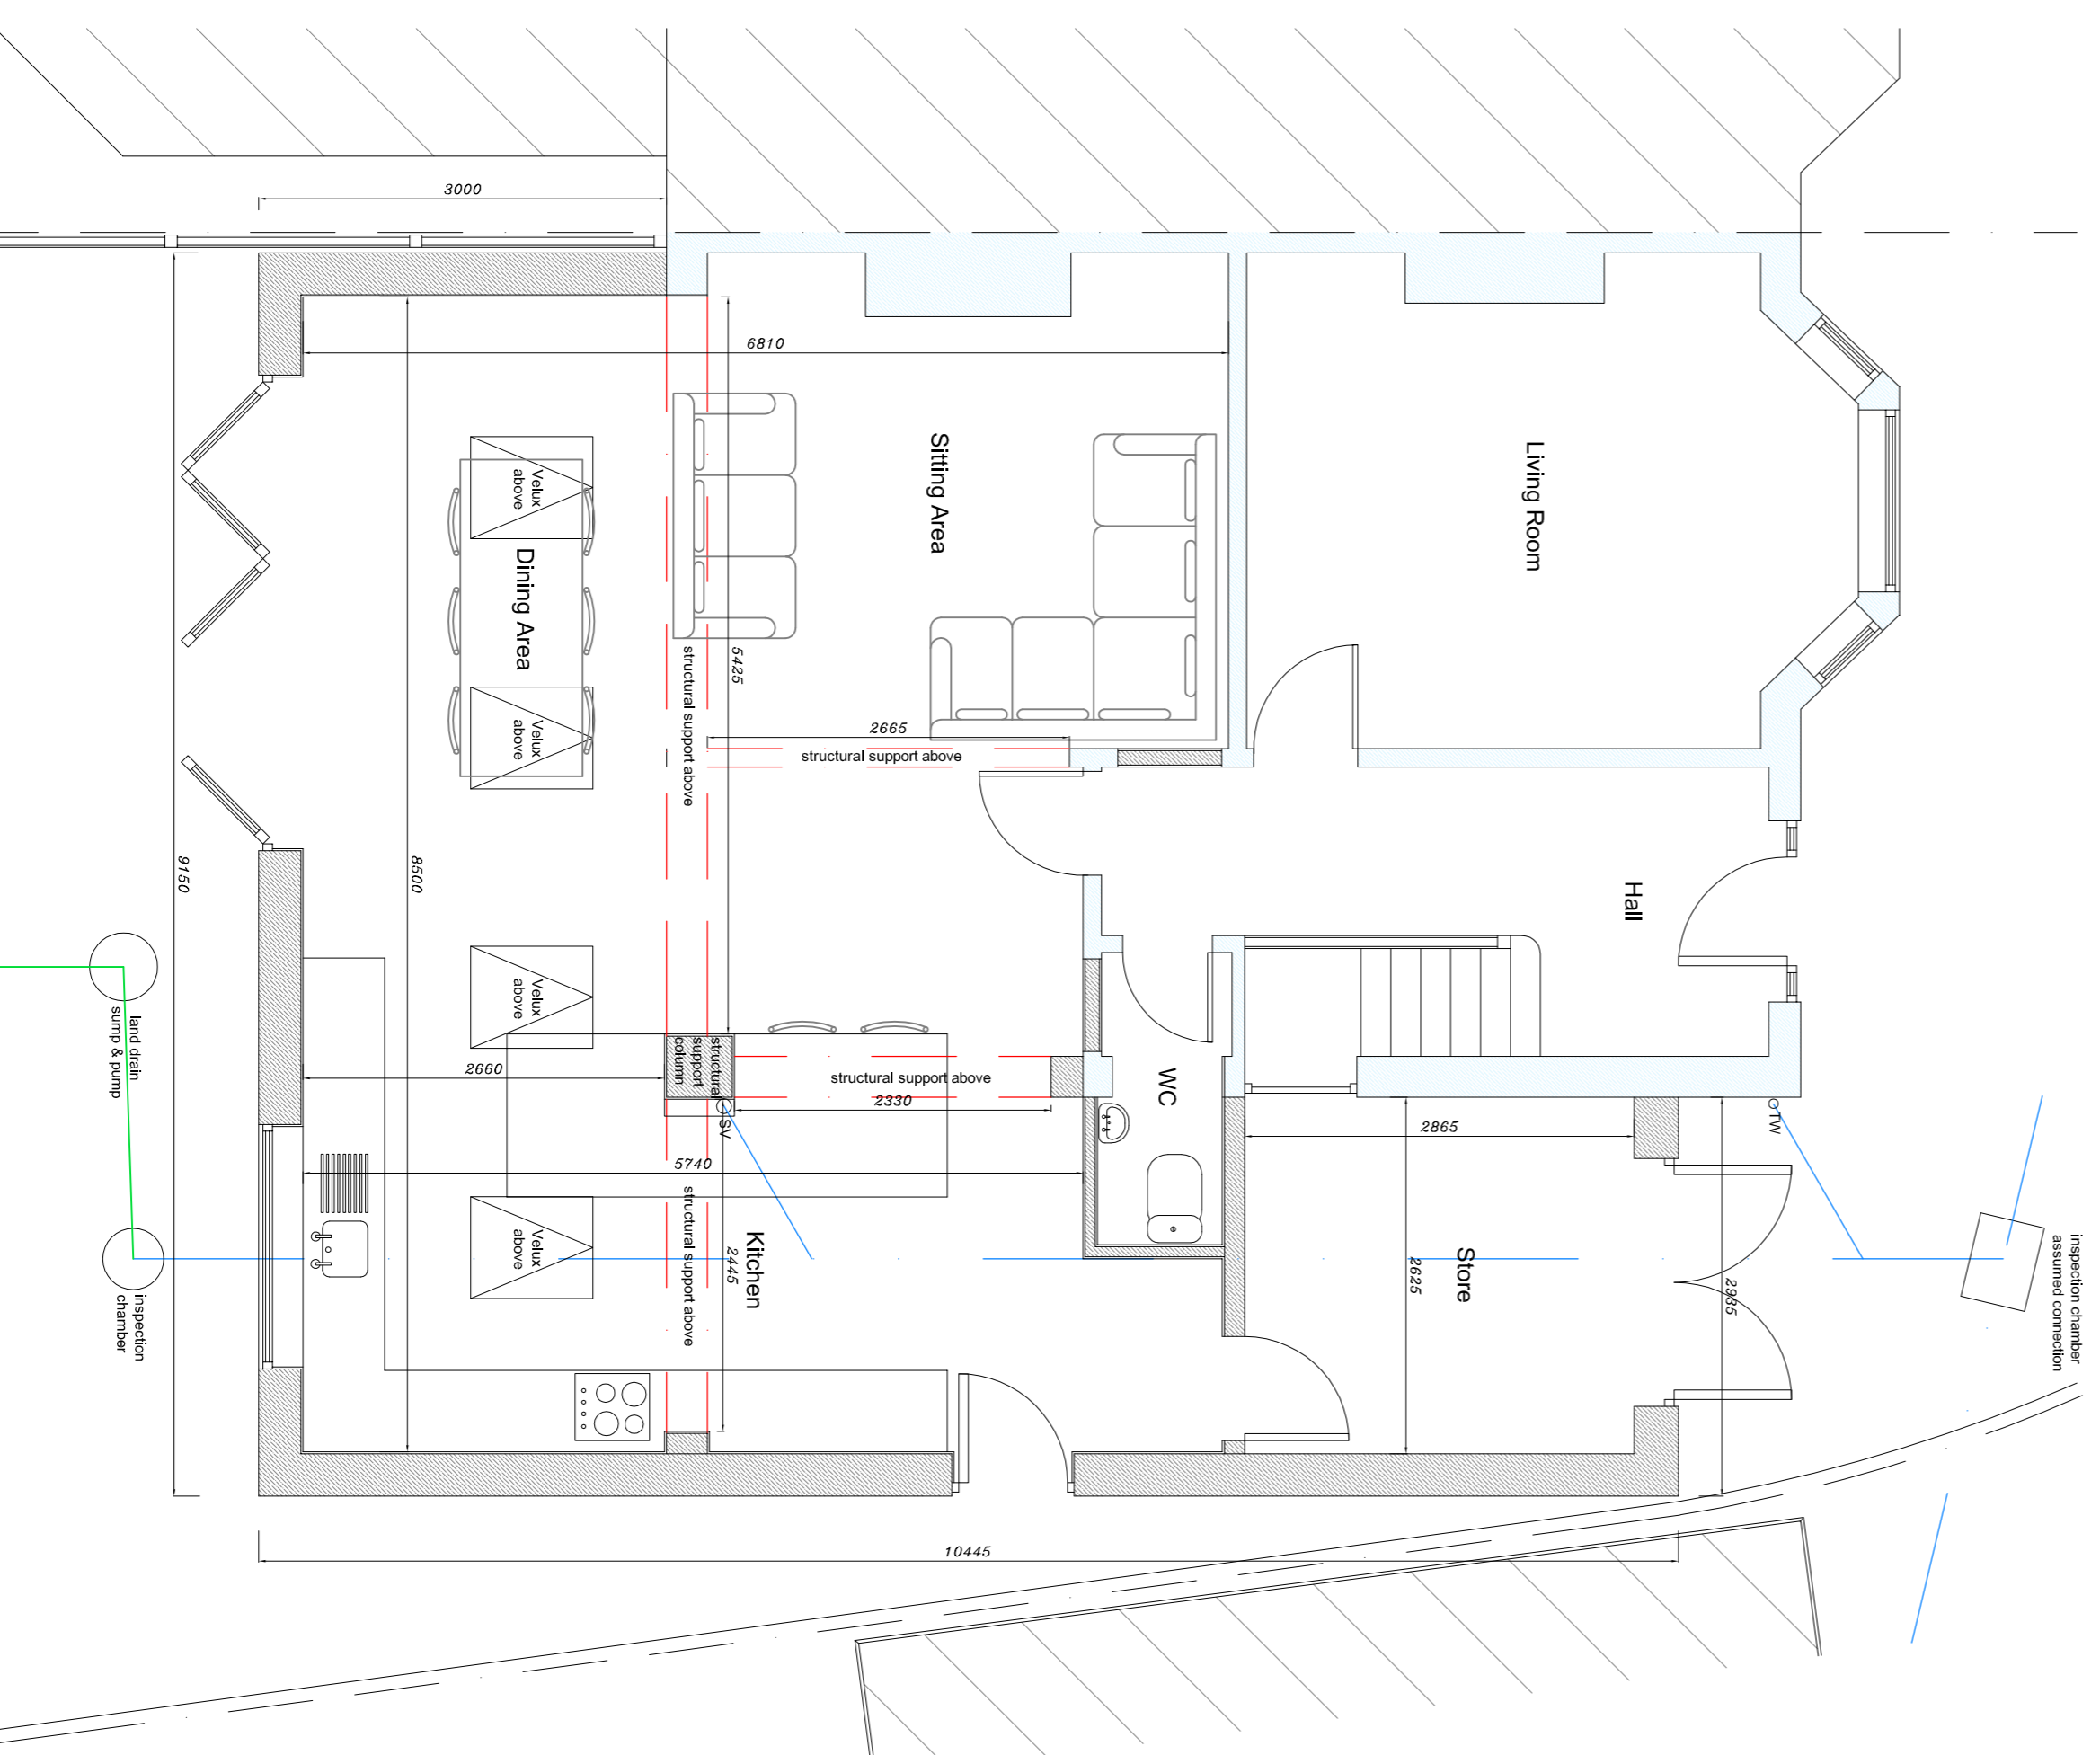 3000
6810
Sitting Area
Living Room
Velux
above
Dining Area
5425
structural support above
2665
structural support above
Velux
above
9150
8500
Hall
land drain
sump & pump
Velux
above
2660
structural
support
column
structural support above
2330
SV
WC
TW
2865
5740
structural support above
2445
Kitchen
Velux
above
2625
Store
2935
inspection chamber
assumed connection
inspection
chamber
10445